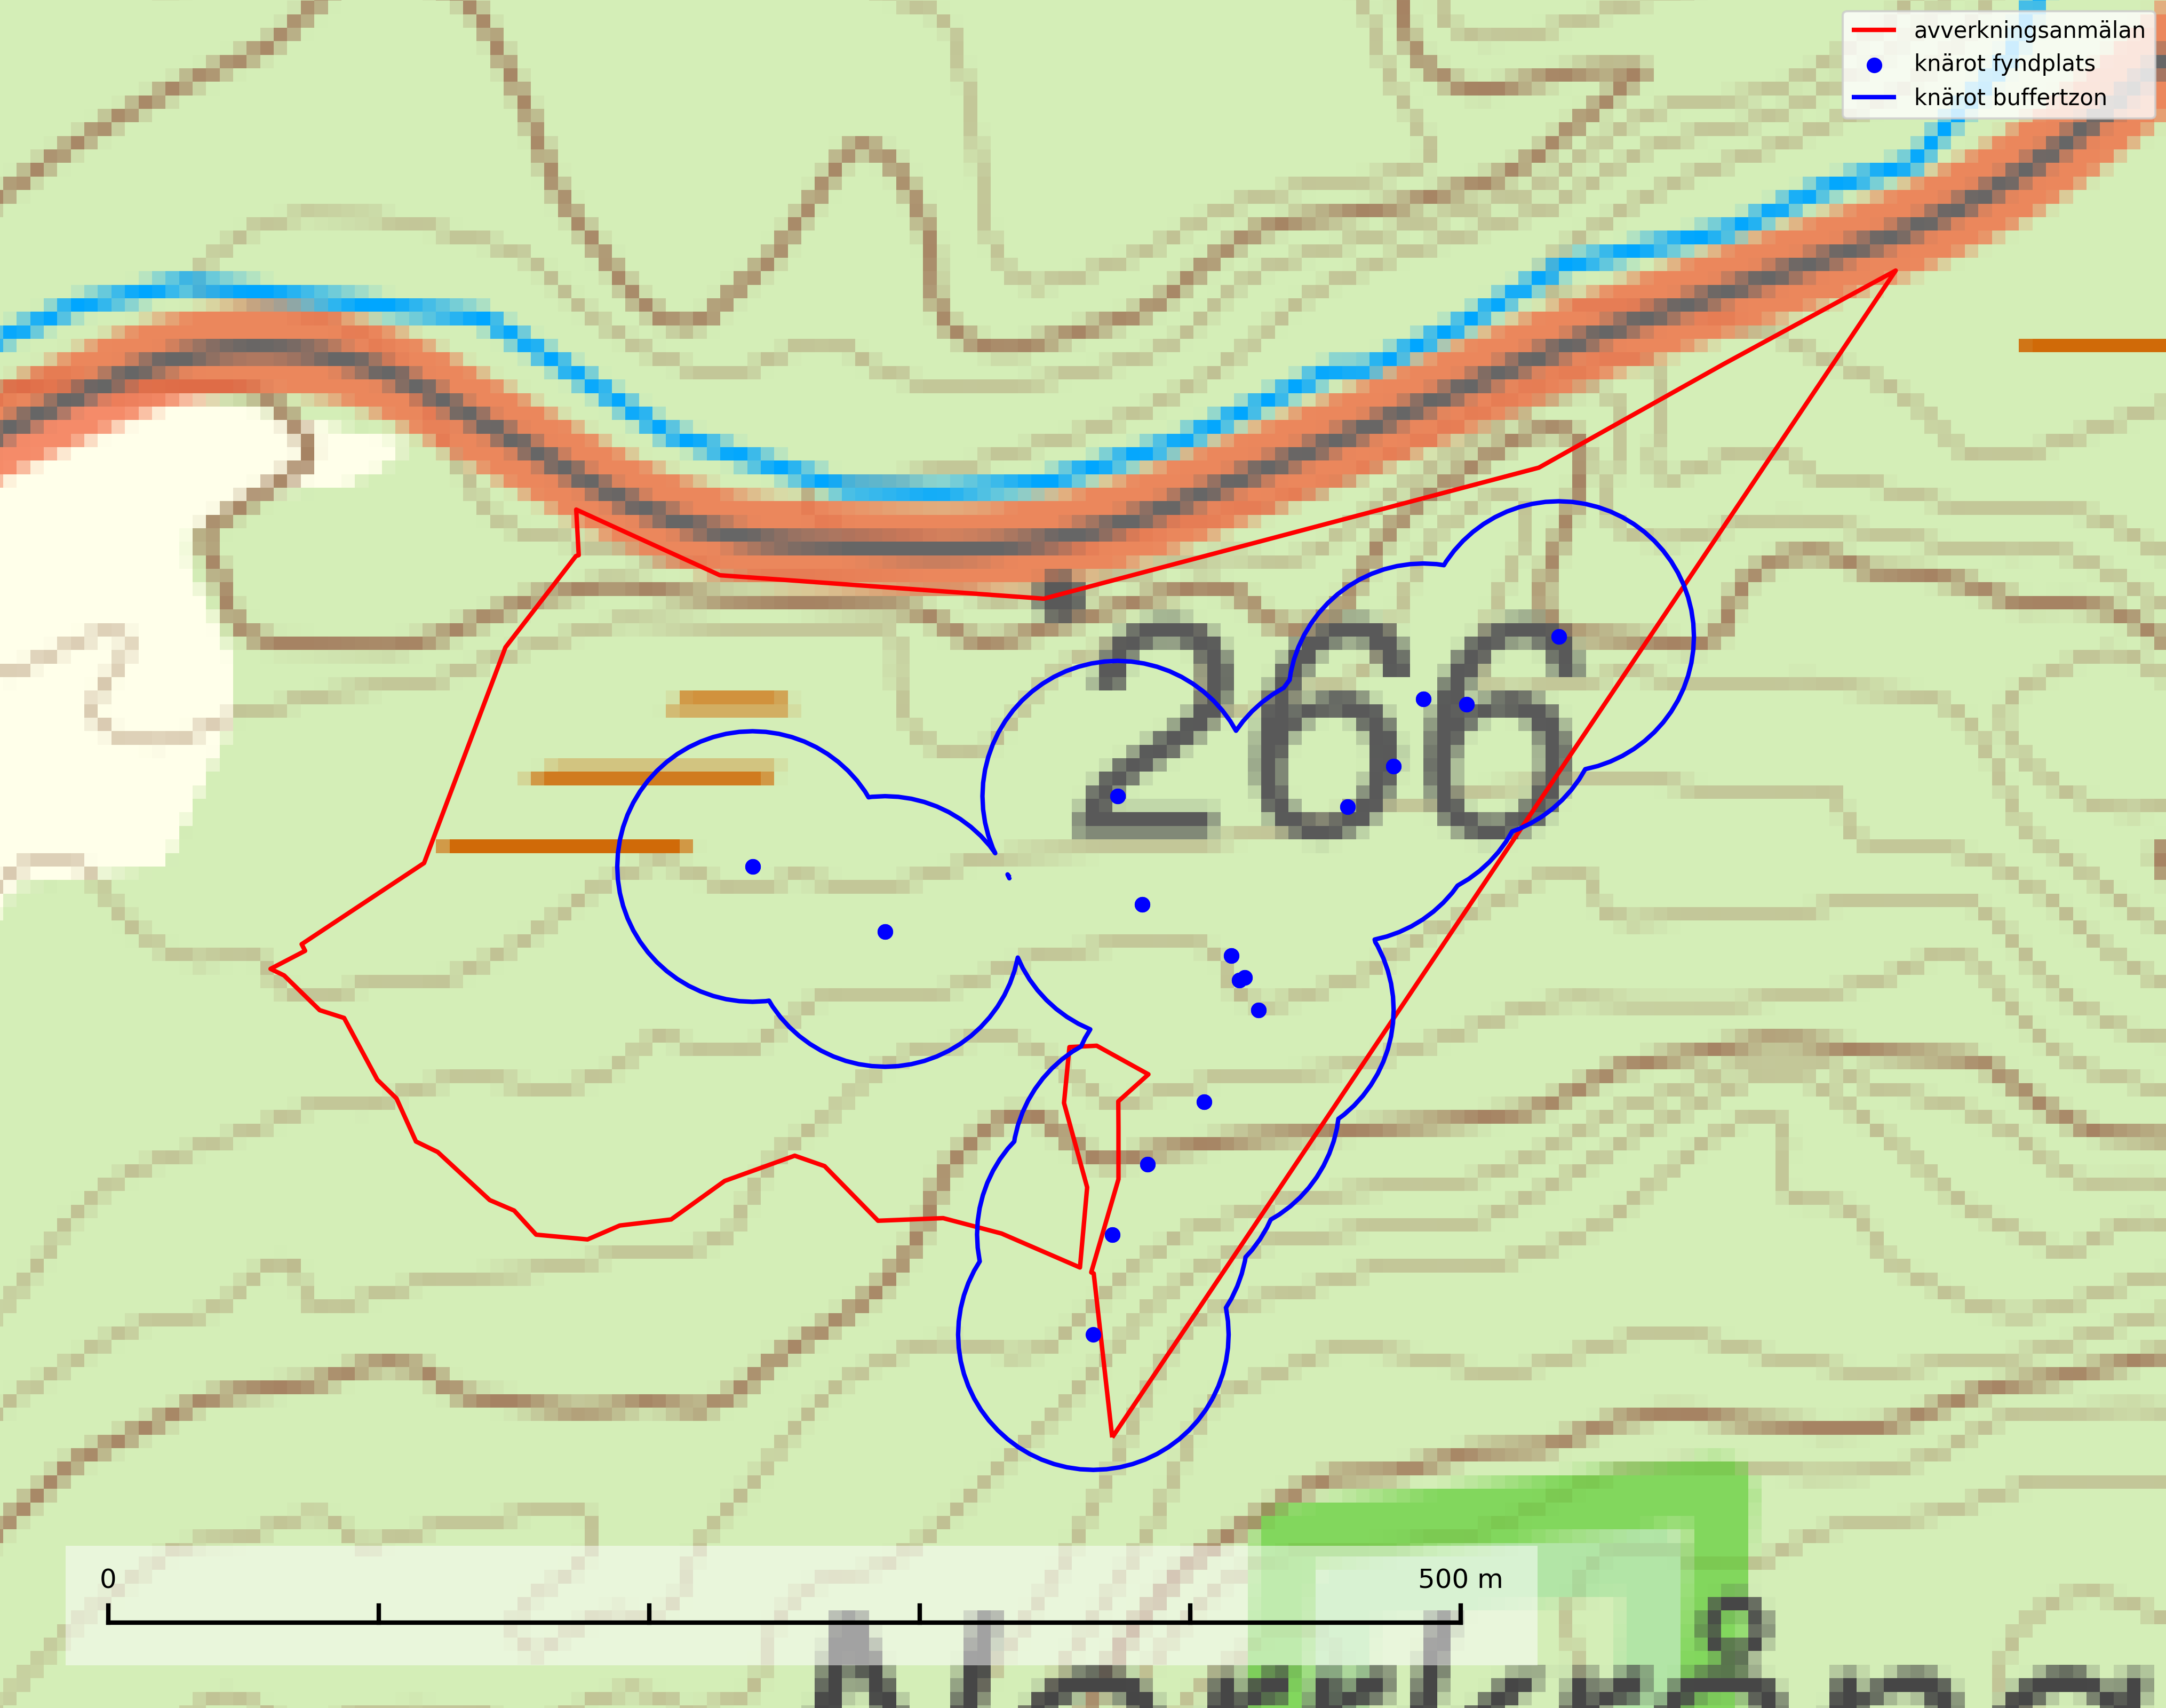 avverkningsanmälan
knärot fyndplats
knärot buffertzon
266
0 500 m